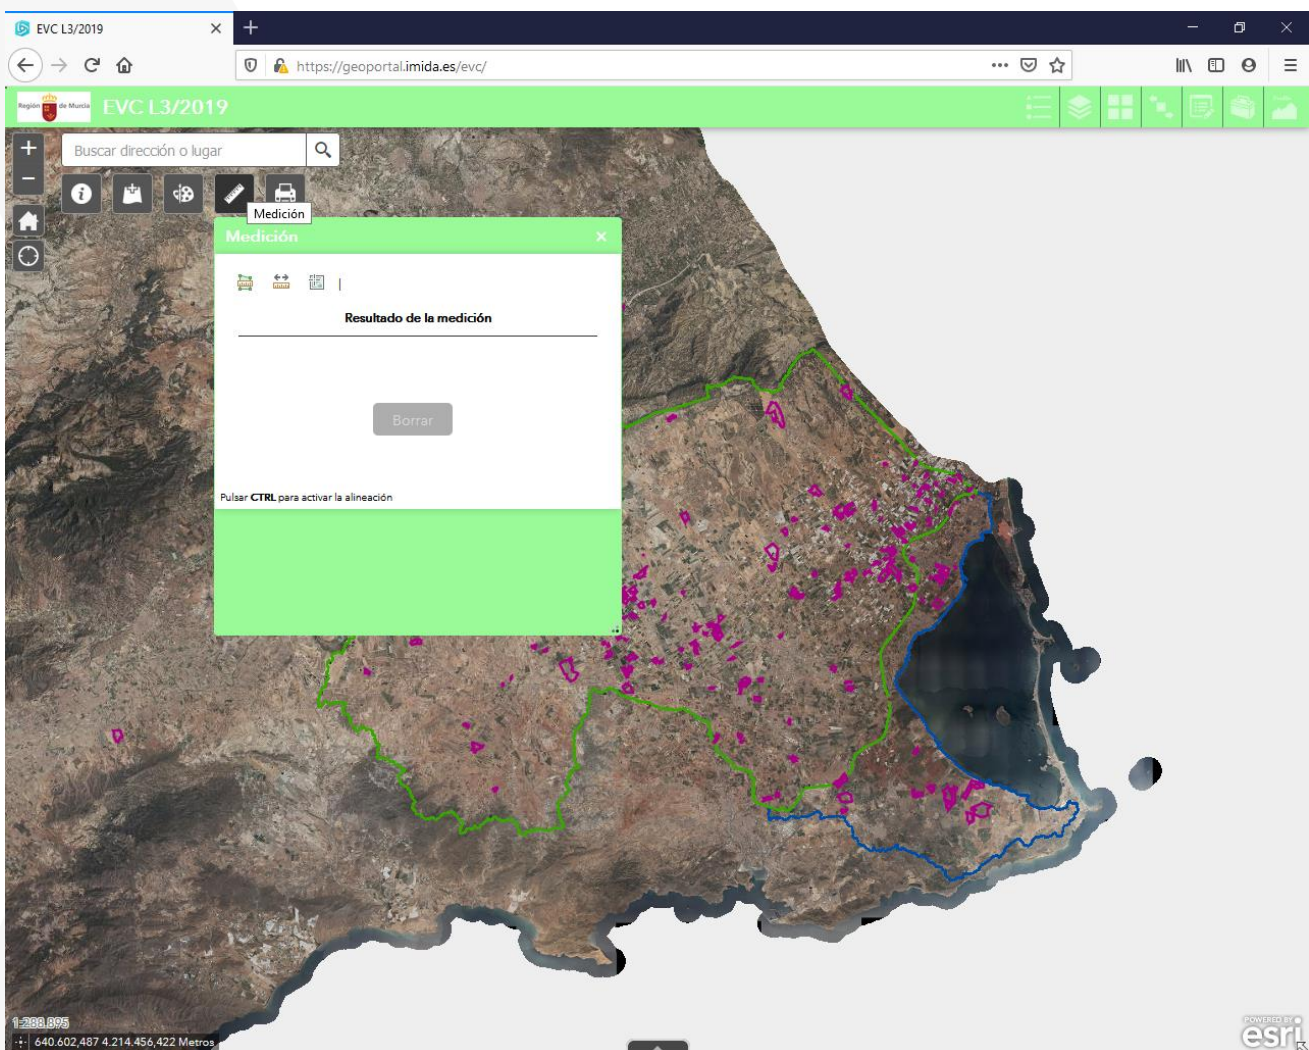 EVC L3/2019
https://geoportal.imida.es/evc/
Región de Murcia
EVC L3/2019
Buscar dirección o lugar
Medición
Medición
Resultado de la medición
Borrar
Pulsar CTRL para activar la alineación
1:288.895
640.602,487 4.214.456,422 Metros
POWERED BY
esri